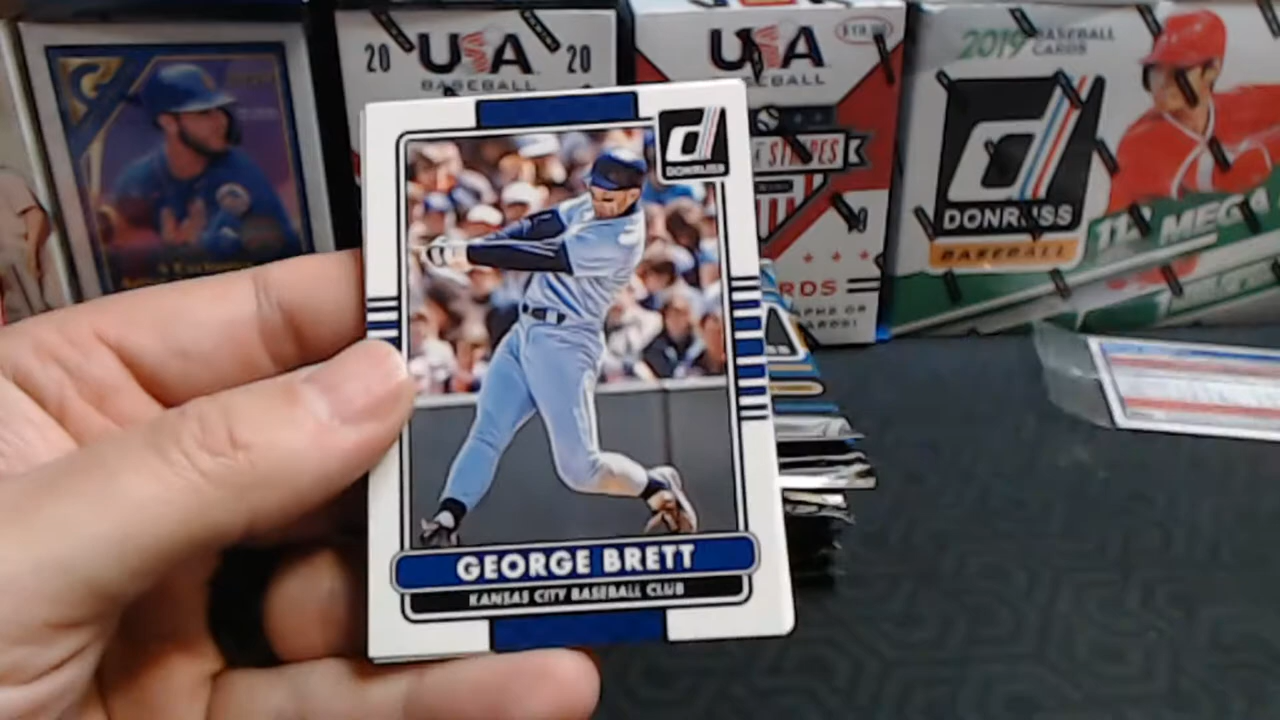 20 USA 20
BASEBALL
USA
BASEBALL
STRIPES
RDS
2019 BASEBALL
CARDS
DONRUSS
BASEBALL
MEGA
d
DONRUSS
GEORGE BRETT
KANSAS CITY BASEBALL CLUB